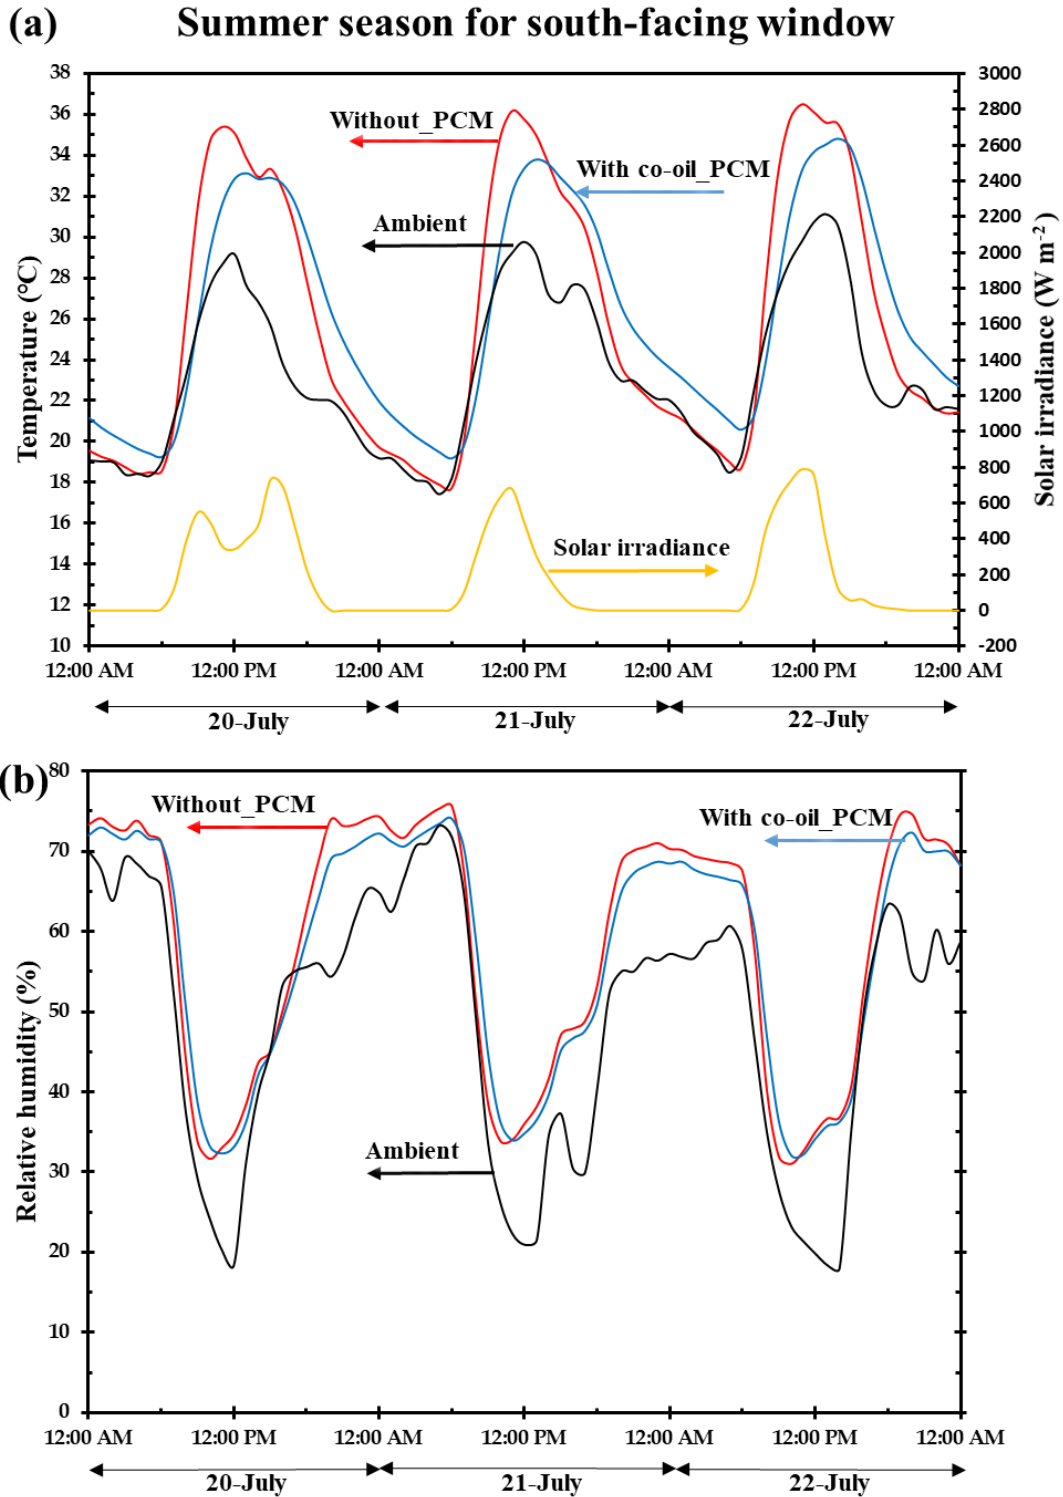 (a) Summer season for south-facing window
38
36
34
32
30
28
26
24
22
20
18
16
14
12
10
Temperature (°C)
3000
2800
2600
2400
2200
2000
1800
1600
1400
1200
1000
800
600
400
200
0
-200
Solar irradiance (W m⁻²)
Without_PCM
With co-oil_PCM
Ambient
Solar irradiance
12:00 AM 12:00 PM 12:00 AM 12:00 PM 12:00 AM 12:00 PM 12:00 AM
20-July 21-July 22-July
(b)
80
70
60
50
40
30
20
10
0
Relative humidity (%)
Without_PCM
With co-oil_PCM
Ambient
12:00 AM 12:00 PM 12:00 AM 12:00 PM 12:00 AM 12:00 PM 12:00 AM
20-July 21-July 22-July